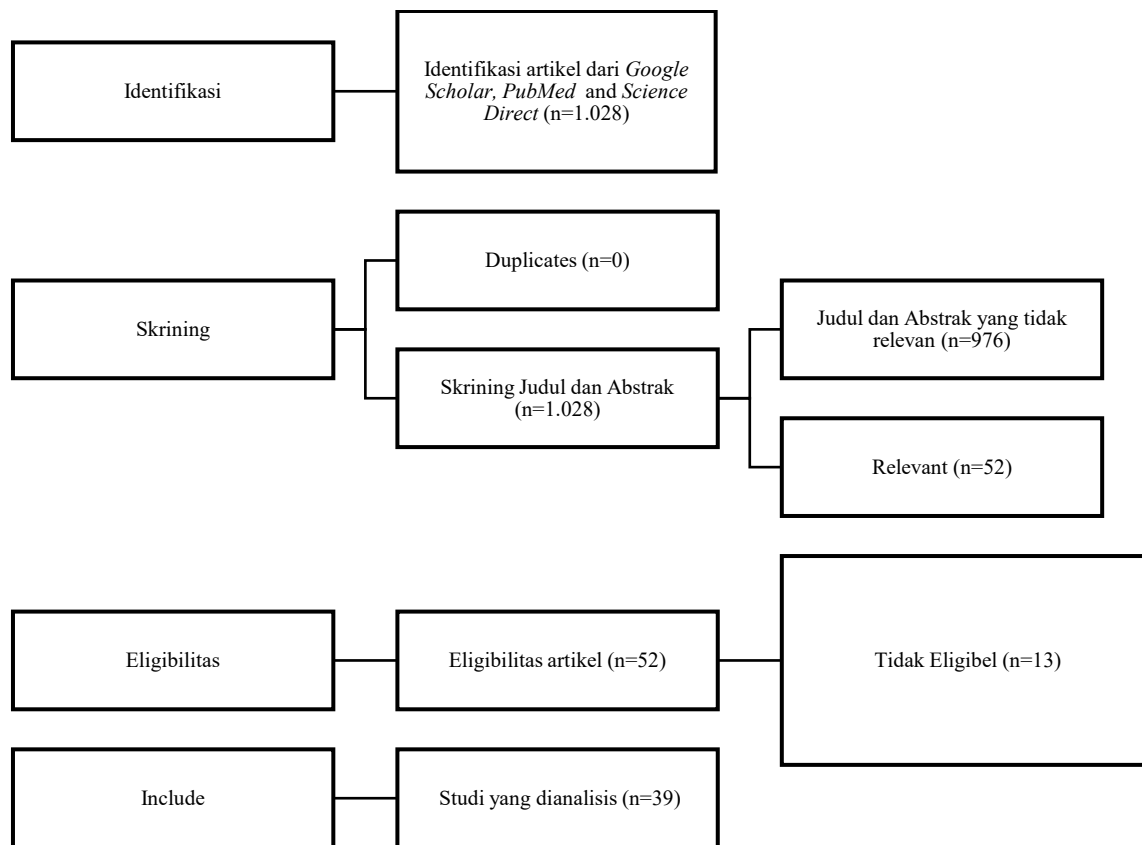 Identifikasi
Identifikasi artikel dari Google
Scholar, PubMed and Science
Direct (n=1.028)
Skrining
Duplicates (n=0)
Skrining Judul dan Abstrak
(n=1.028)
Judul dan Abstrak yang tidak
relevan (n=976)
Relevant (n=52)
Eligibilitas
Eligibilitas artikel (n=52)
Tidak Eligibel (n=13)
Include
Studi yang dianalisis (n=39)